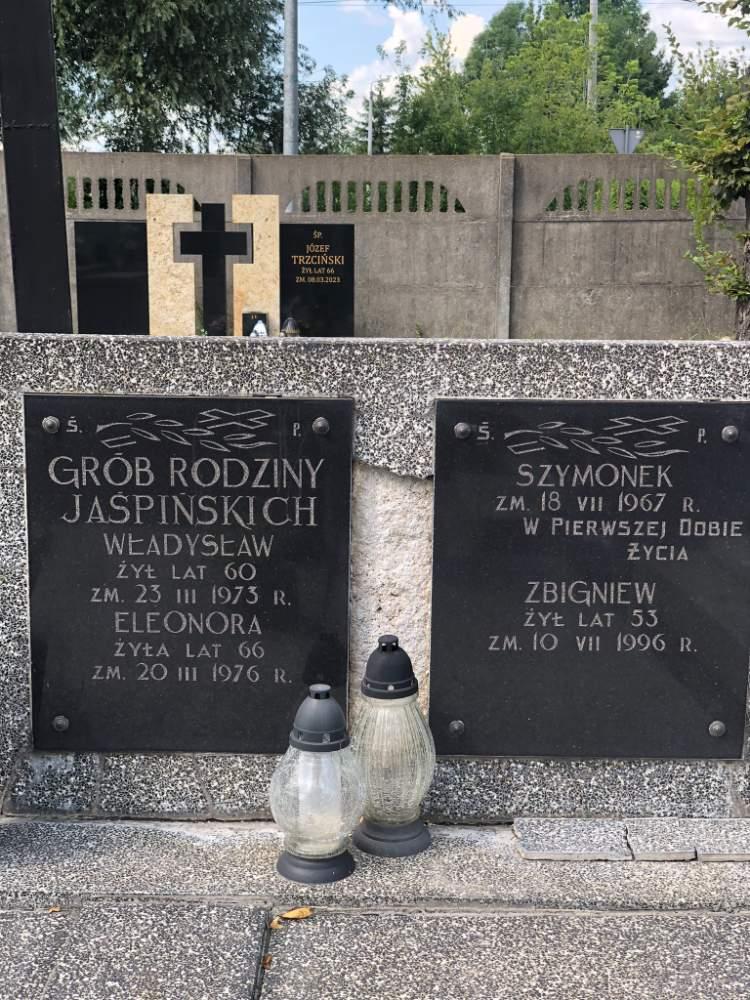 ŚP.
JÓZEF
TRZCIŃSKI
ŻYŁ LAT 66
ZM. 08.03.2023
Ś. P.
GRÓB RODZINY
JAŚPIŃSKICH
WŁADYSŁAW
ŻYŁ LAT 60
ZM. 23 III 1973 R.
ELEONORA
ŻYŁA LAT 66
ZM. 20 III 1976 R.
Ś. P.
SZYMONEK
ZM. 18 VII 1967 R.
W PIERWSZEJ DOBIE
ŻYCIA
ZBIGNIEW
ŻYŁ LAT 53
ZM. 10 VII 1996 R.